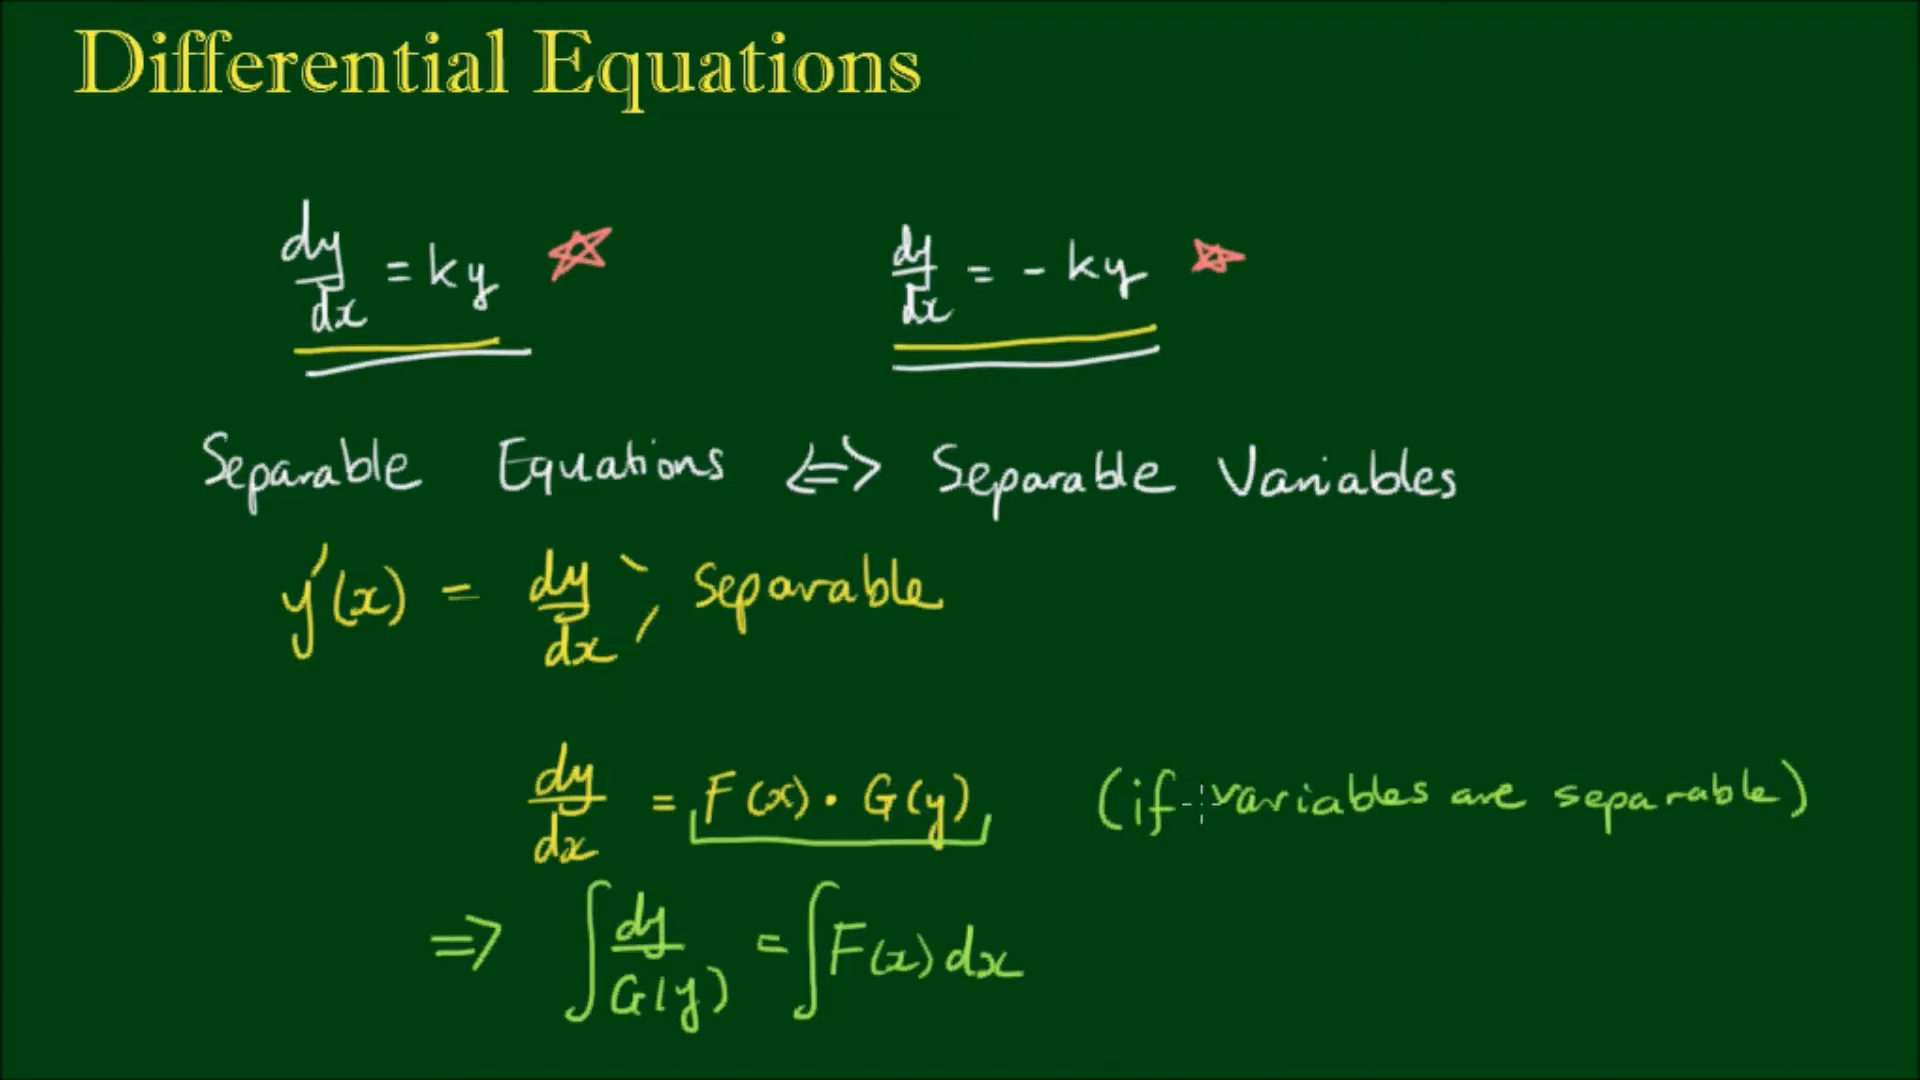 Differential Equations
dy/dx = ky
dy/dx = - ky
Separable Equations <=> Separable Variables
y'(x) = dy/dx ; separable
dy/dx = F(x) · G(y) (if variables are separable)
=> ∫ dy/G(y) = ∫ F(x) dx